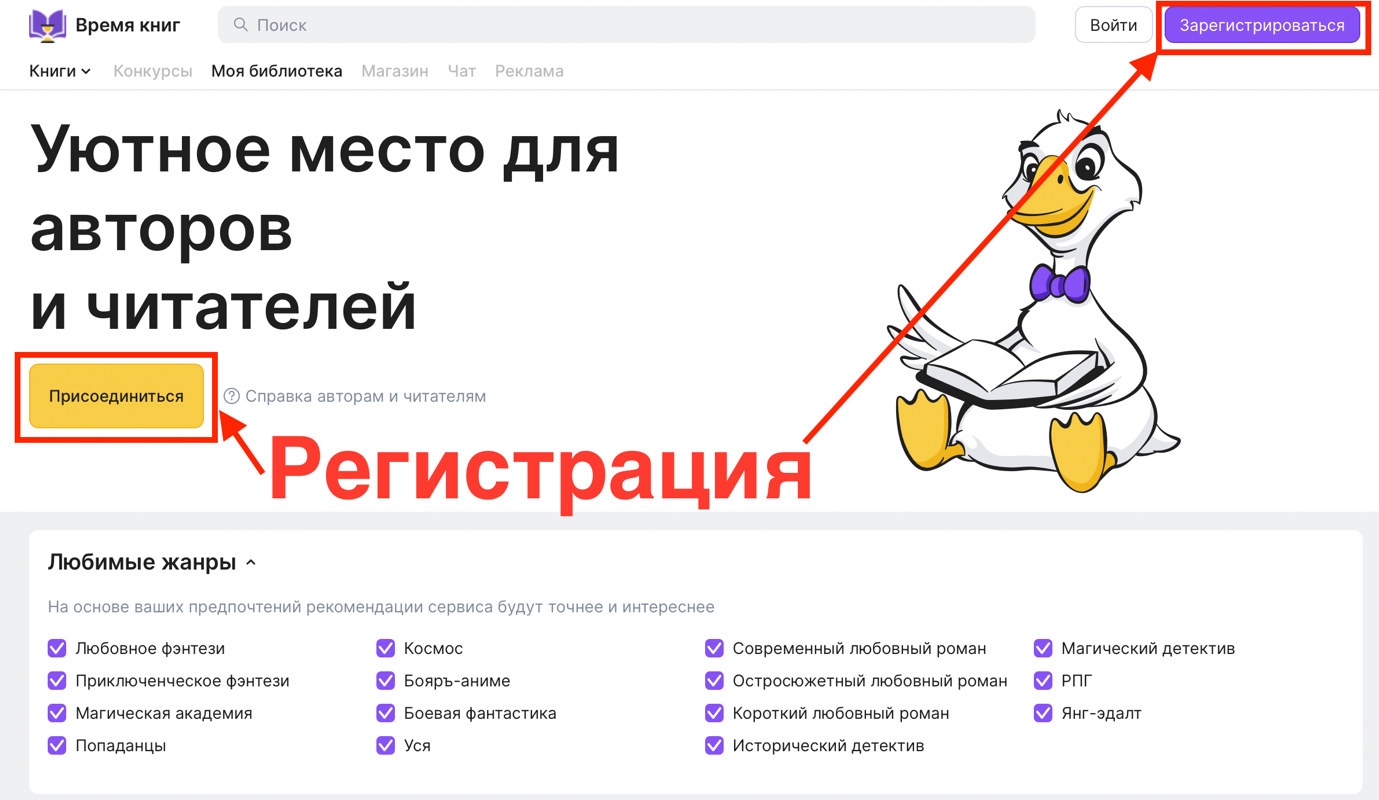 Время книг
Поиск
Войти
Зарегистрироваться
Книги
Конкурсы
Моя библиотека
Магазин
Чат
Реклама
Уютное место для
авторов
и читателей
Присоединиться
? Справка авторам и читателям
Регистрация
Любимые жанры
На основе ваших предпочтений рекомендации сервиса будут точнее и интереснее
Любовное фэнтези
Приключенческое фэнтези
Магическая академия
Попаданцы
Космос
Бояръ-аниме
Боевая фантастика
Уся
Современный любовный роман
Остросюжетный любовный роман
Короткий любовный роман
Исторический детектив
Магический детектив
РПГ
Янг-эдалт